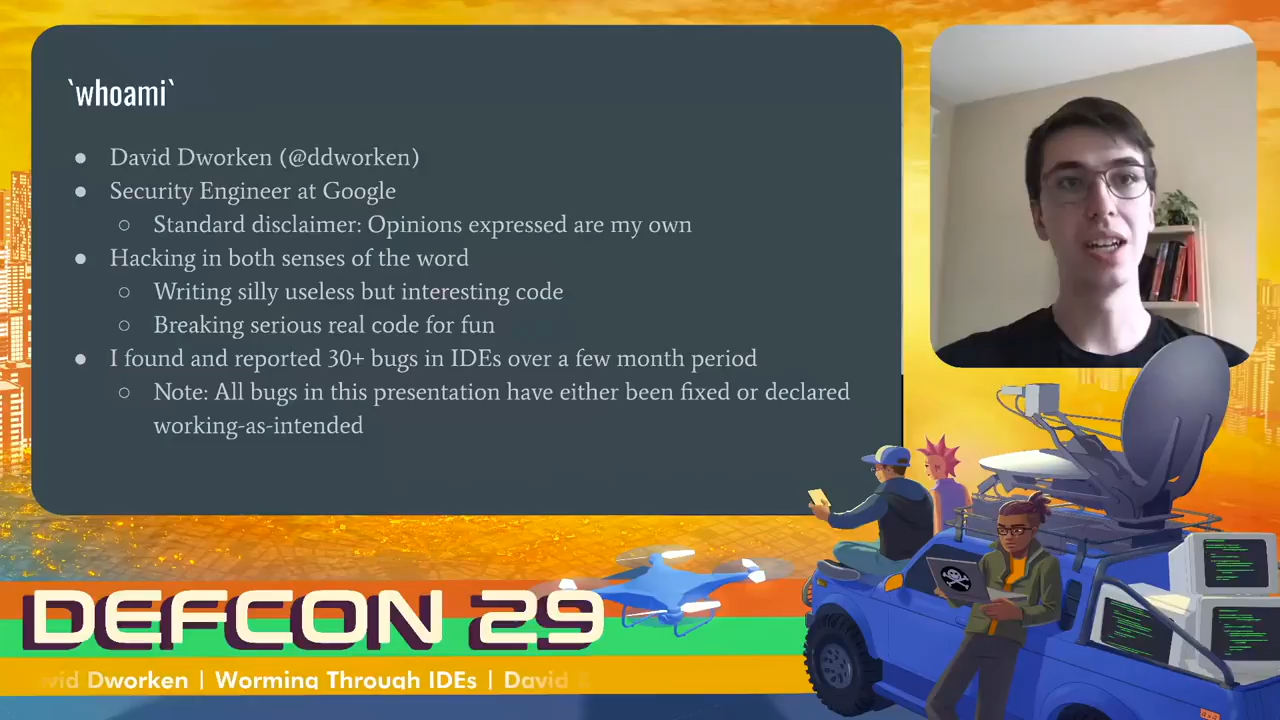 `whoami`
● David Dworken (@ddworken)
● Security Engineer at Google
○ Standard disclaimer: Opinions expressed are my own
● Hacking in both senses of the word
○ Writing silly useless but interesting code
○ Breaking serious real code for fun
● I found and reported 30+ bugs in IDEs over a few month period
○ Note: All bugs in this presentation have either been fixed or declared
working-as-intended
DEFCON 29
vid Dworken | Worming Through IDEs | David